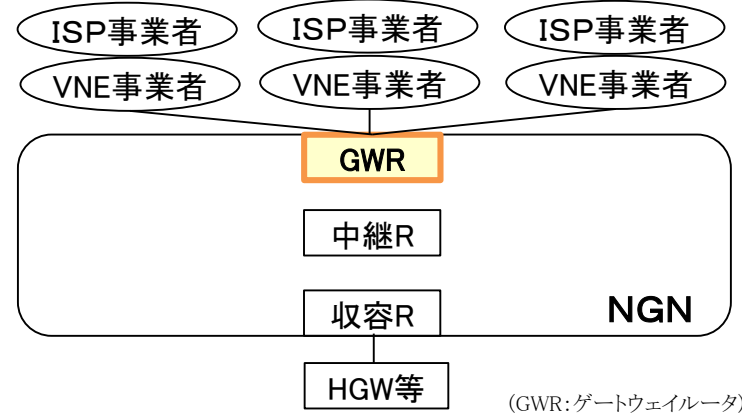 ISP事業者 ISP事業者 ISP事業者
VNE事業者 VNE事業者 VNE事業者
GWR
中継R
収容R
NGN
HGW等
(GWR:ゲートウェイルータ)